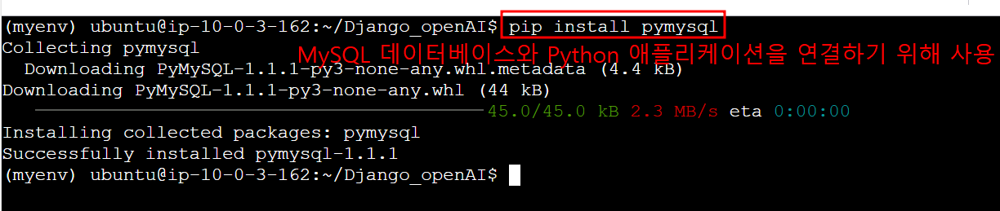 (myenv) ubuntu@ip-10-0-3-162:~/Django_openAI$ pip install pymysql
Collecting pymysql
MySQL 데이터베이스와 Python 애플리케이션을 연결하기 위해 사용
Downloading PyMySQL-1.1.1-py3-none-any.whl.metadata (4.4 kB)
Downloading PyMySQL-1.1.1-py3-none-any.whl (44 kB)
45.0/45.0 kB 2.3 MB/s eta 0:00:00
Installing collected packages: pymysql
Successfully installed pymysql-1.1.1
(myenv) ubuntu@ip-10-0-3-162:~/Django_openAI$